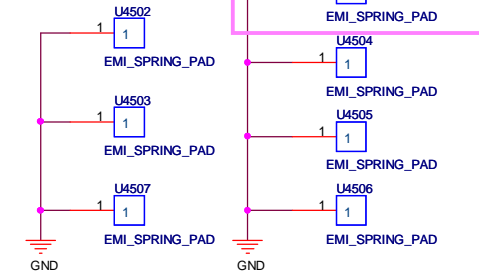 U4502
1
1
EMI_SPRING_PAD
U4503
1
1
EMI_SPRING_PAD
U4507
1
1
EMI_SPRING_PAD
GND
EMI_SPRING_PAD
U4504
1
1
EMI_SPRING_PAD
U4505
1
1
EMI_SPRING_PAD
U4506
1
1
EMI_SPRING_PAD
GND